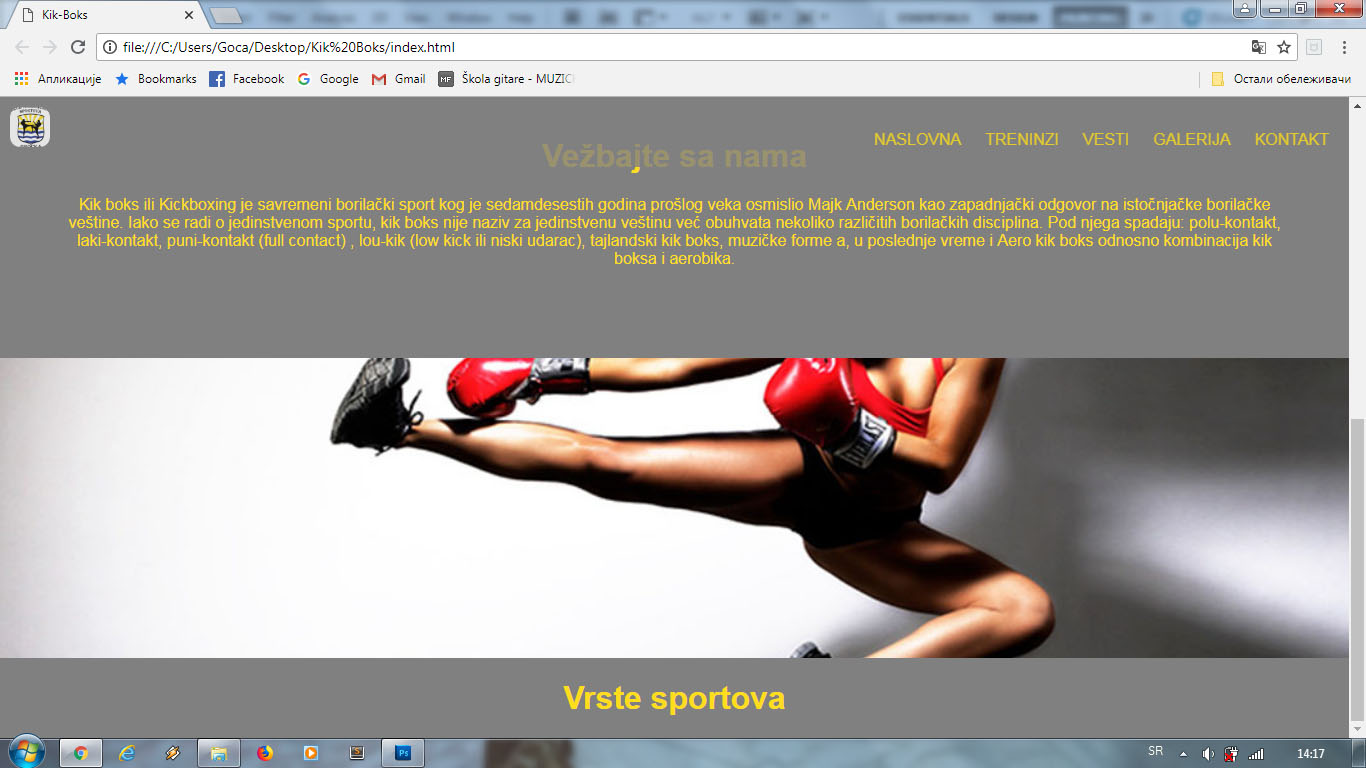 Kik-Boks
file:///C:/Users/Goca/Desktop/Kik%20Boks/index.html
Апликације Bookmarks Facebook Google Gmail MF Škola gitare - MUZIC Остали обележивачи
NASLOVNA TRENINZI VESTI GALERIJA KONTAKT
Vežbajte sa nama
Kik boks ili Kickboxing je savremeni borilački sport kog je sedamdesestih godina prošlog veka osmislio Majk Anderson kao zapadnjački odgovor na istočnjačke borilačke
veštine. Iako se radi o jedinstvenom sportu, kik boks nije naziv za jedinstvenu veštinu već obuhvata nekoliko različitih borilačkih disciplina. Pod njega spadaju: polu-kontakt,
laki-kontakt, puni-kontakt (full contact) , lou-kik (low kick ili niski udarac), tajlandski kik boks, muzičke forme a, u poslednje vreme i Aero kik boks odnosno kombinacija kik
boksa i aerobika.
EVERLAST
Vrste sportova
Ps SR 14:17